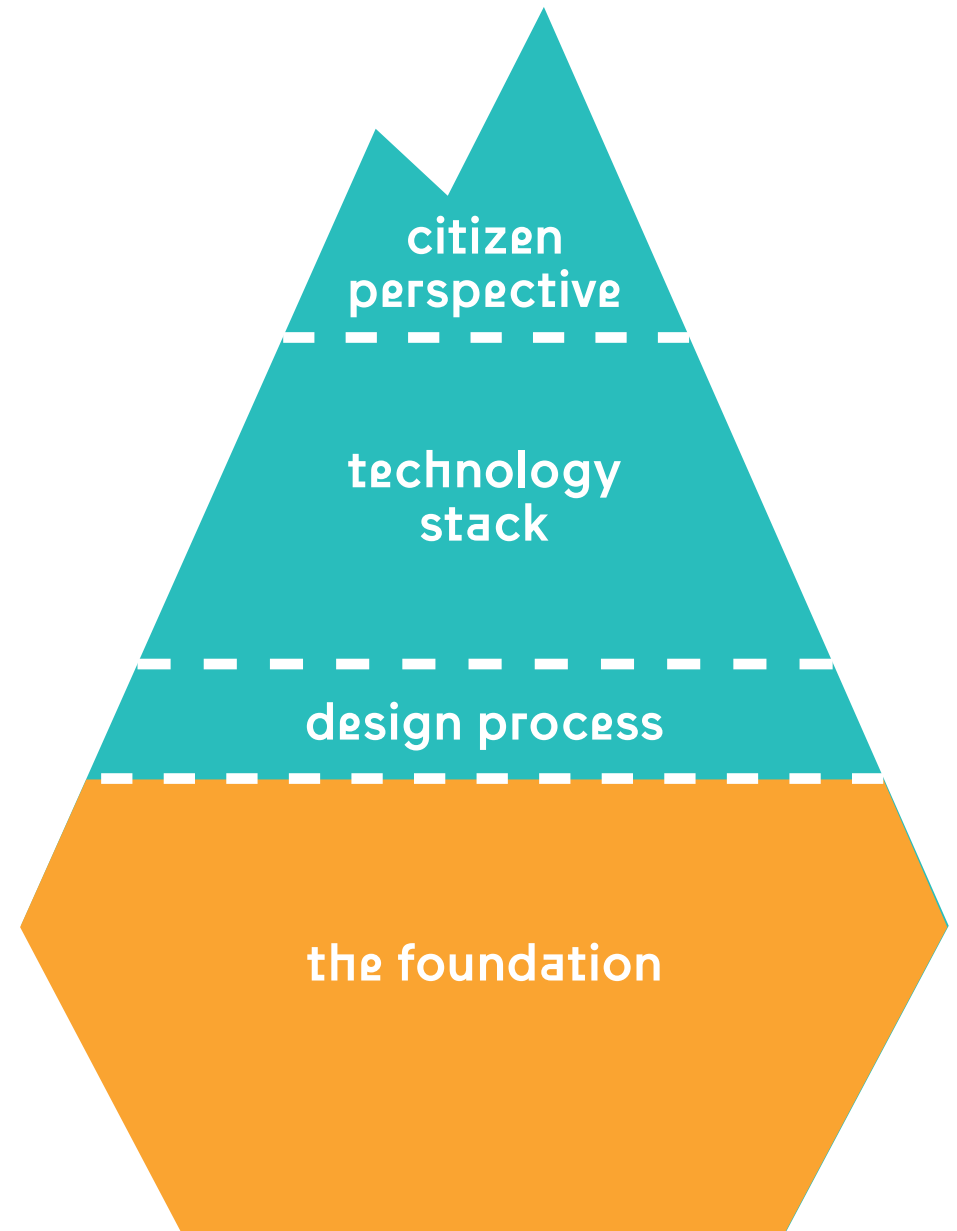 citizen
perspective
technology
stack
design process
the foundation